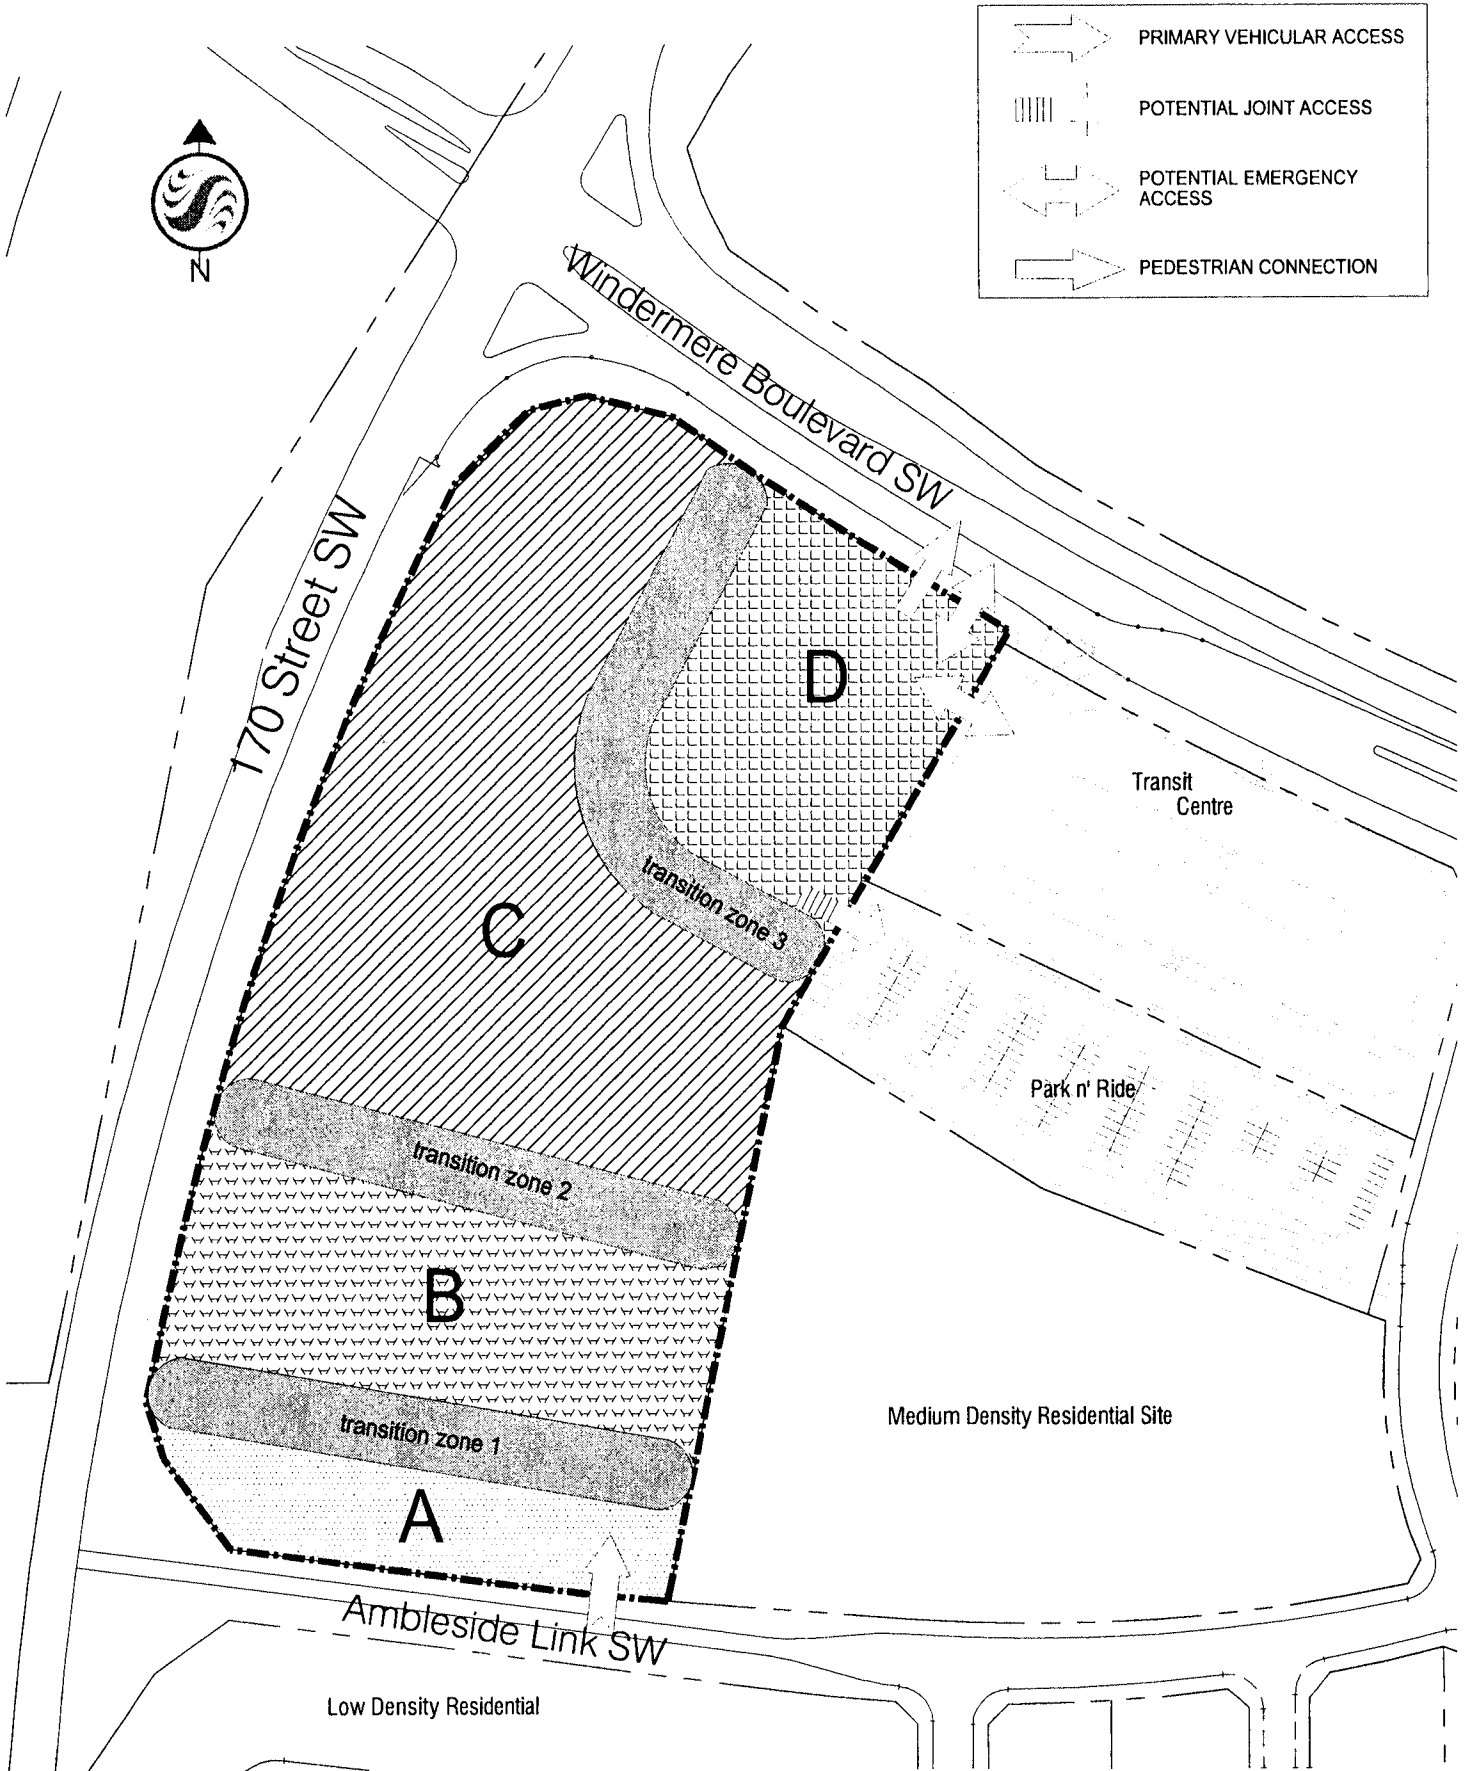 PRIMARY VEHICULAR ACCESS
POTENTIAL JOINT ACCESS
POTENTIAL EMERGENCY
ACCESS
PEDESTRIAN CONNECTION
N
Windermere Boulevard SW
170 Street SW
D
Transit
Centre
transition zone 3
C
Park n' Ride
transition zone 2
B
Medium Density Residential Site
transition zone 1
A
Ambleside Link SW
Low Density Residential